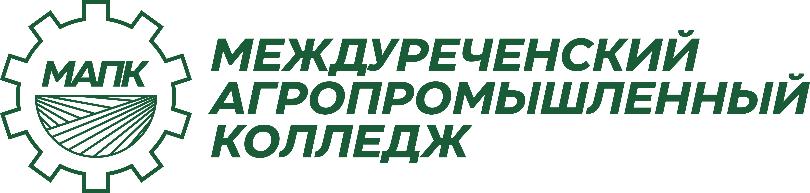 МАПК
МЕЖДУРЕЧЕНСКИЙ
АГРОПРОМЫШЛЕННЫЙ
КОЛЛЕДЖ